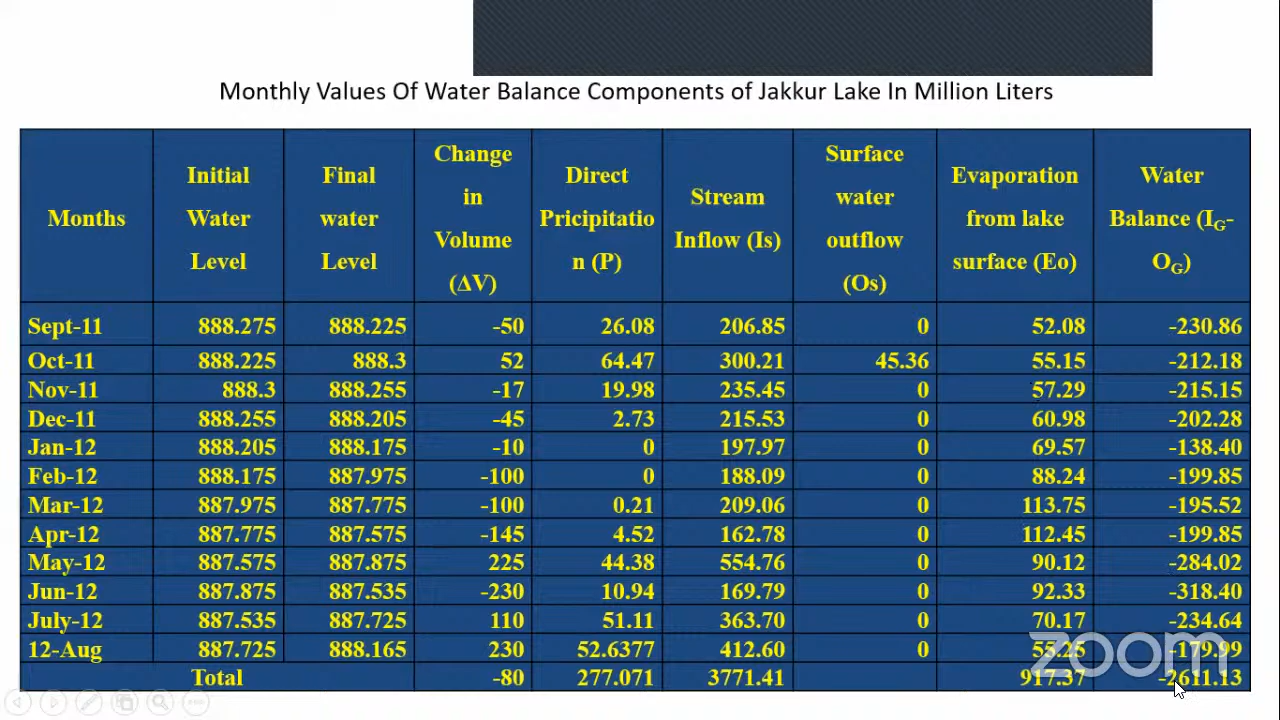 Monthly Values Of Water Balance Components of Jakkur Lake In Million Liters
Months
Initial
Water
Level
Final
water
Level
Change
in
Volume
(ΔV)
Direct
Pricipitatio
n (P)
Stream
Inflow (Is)
Surface
water
outflow
(Os)
Evaporation
from lake
surface (Eo)
Water
Balance (IG-
OG)
Sept-11 888.275 888.225 -50 26.08 206.85 0 52.08 -230.86
Oct-11 888.225 888.3 52 64.47 300.21 45.36 55.15 -212.18
Nov-11 888.3 888.255 -17 19.98 235.45 0 57.29 -215.15
Dec-11 888.255 888.205 -45 2.73 215.53 0 60.98 -202.28
Jan-12 888.205 888.175 -10 0 197.97 0 69.57 -138.40
Feb-12 888.175 887.975 -100 0 188.09 0 88.24 -199.85
Mar-12 887.975 887.775 -100 0.21 209.06 0 113.75 -195.52
Apr-12 887.775 887.575 -145 4.52 162.78 0 112.45 -199.85
May-12 887.575 887.875 225 44.38 554.76 0 90.12 -284.02
Jun-12 887.875 887.535 -230 10.94 169.79 0 92.33 -318.40
July-12 887.535 887.725 110 51.11 363.70 0 70.17 -234.64
12-Aug 887.725 888.165 230 52.6377 412.60 0 55.25 -179.99
Total -80 277.071 3771.41 917.37 -2611.13
zoom